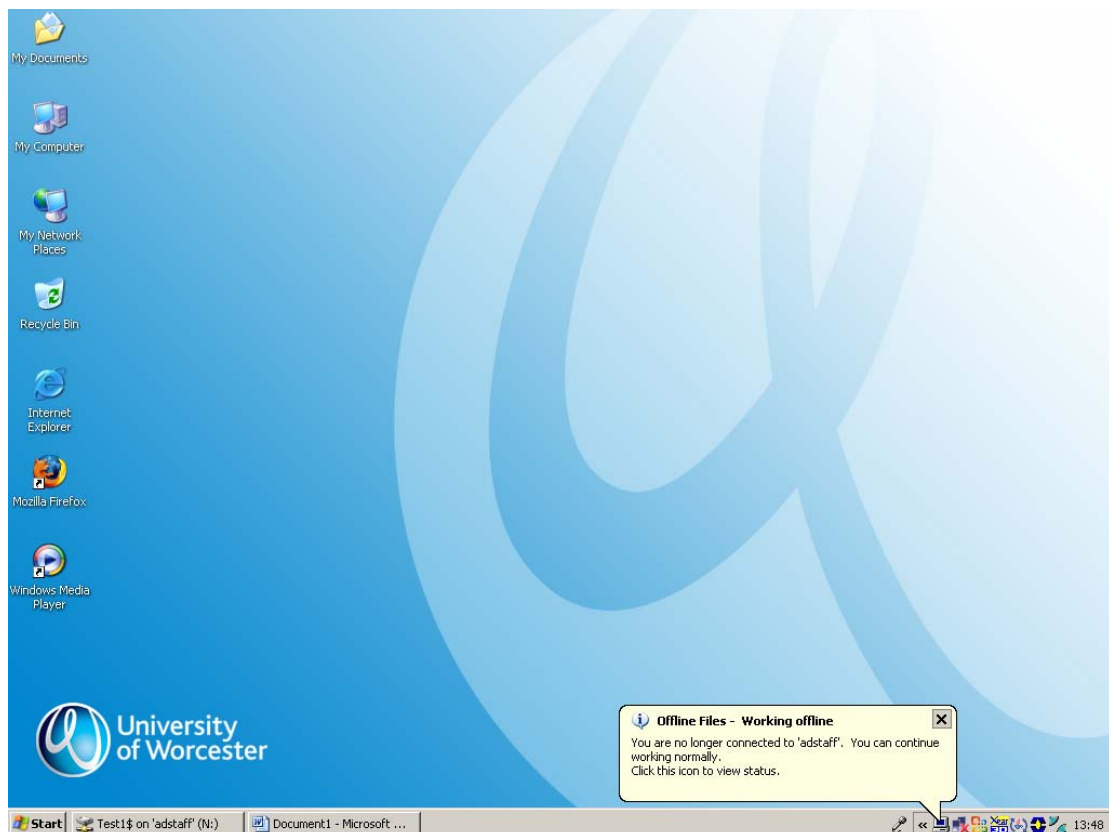 My Documents
My Computer
My Network
Places
Recycle Bin
Internet
Explorer
Mozilla Firefox
Windows Media
Player
University
of Worcester
Offline Files - Working offline
You are no longer connected to 'adstaff'. You can continue
working normally.
Click this icon to view status.
Start
Test1$ on 'adstaff' (N:)
Document1 - Microsoft ...
«
13:48